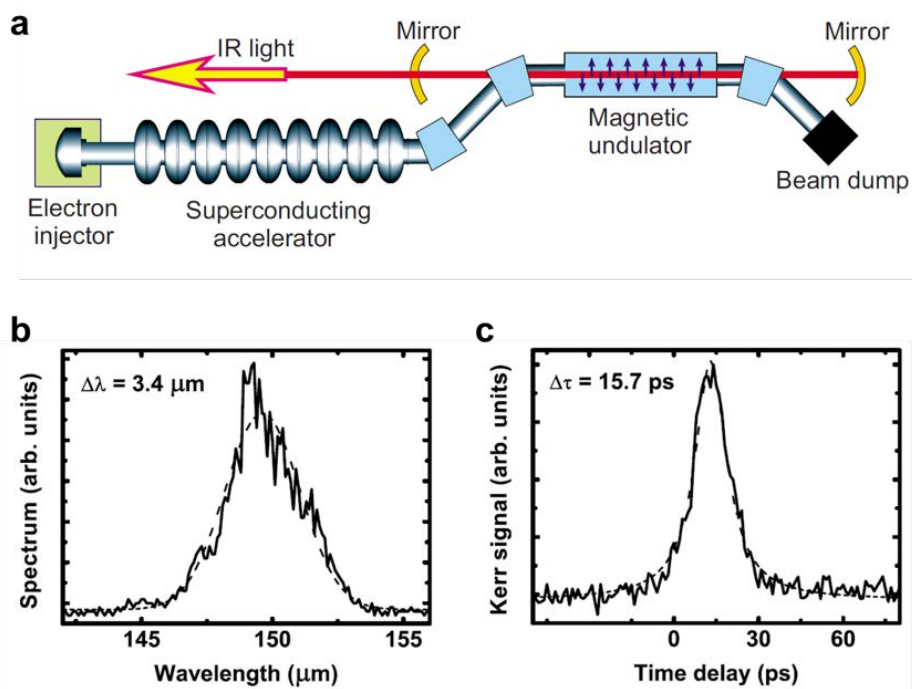 a
IR light
Mirror
Mirror
Magnetic
undulator
Beam dump
Electron
injector
Superconducting
accelerator
b
Δλ = 3.4 μm
Spectrum (arb. units)
145
150
155
Wavelength (μm)
c
Δτ = 15.7 ps
Kerr signal (arb. units)
0
30
60
Time delay (ps)